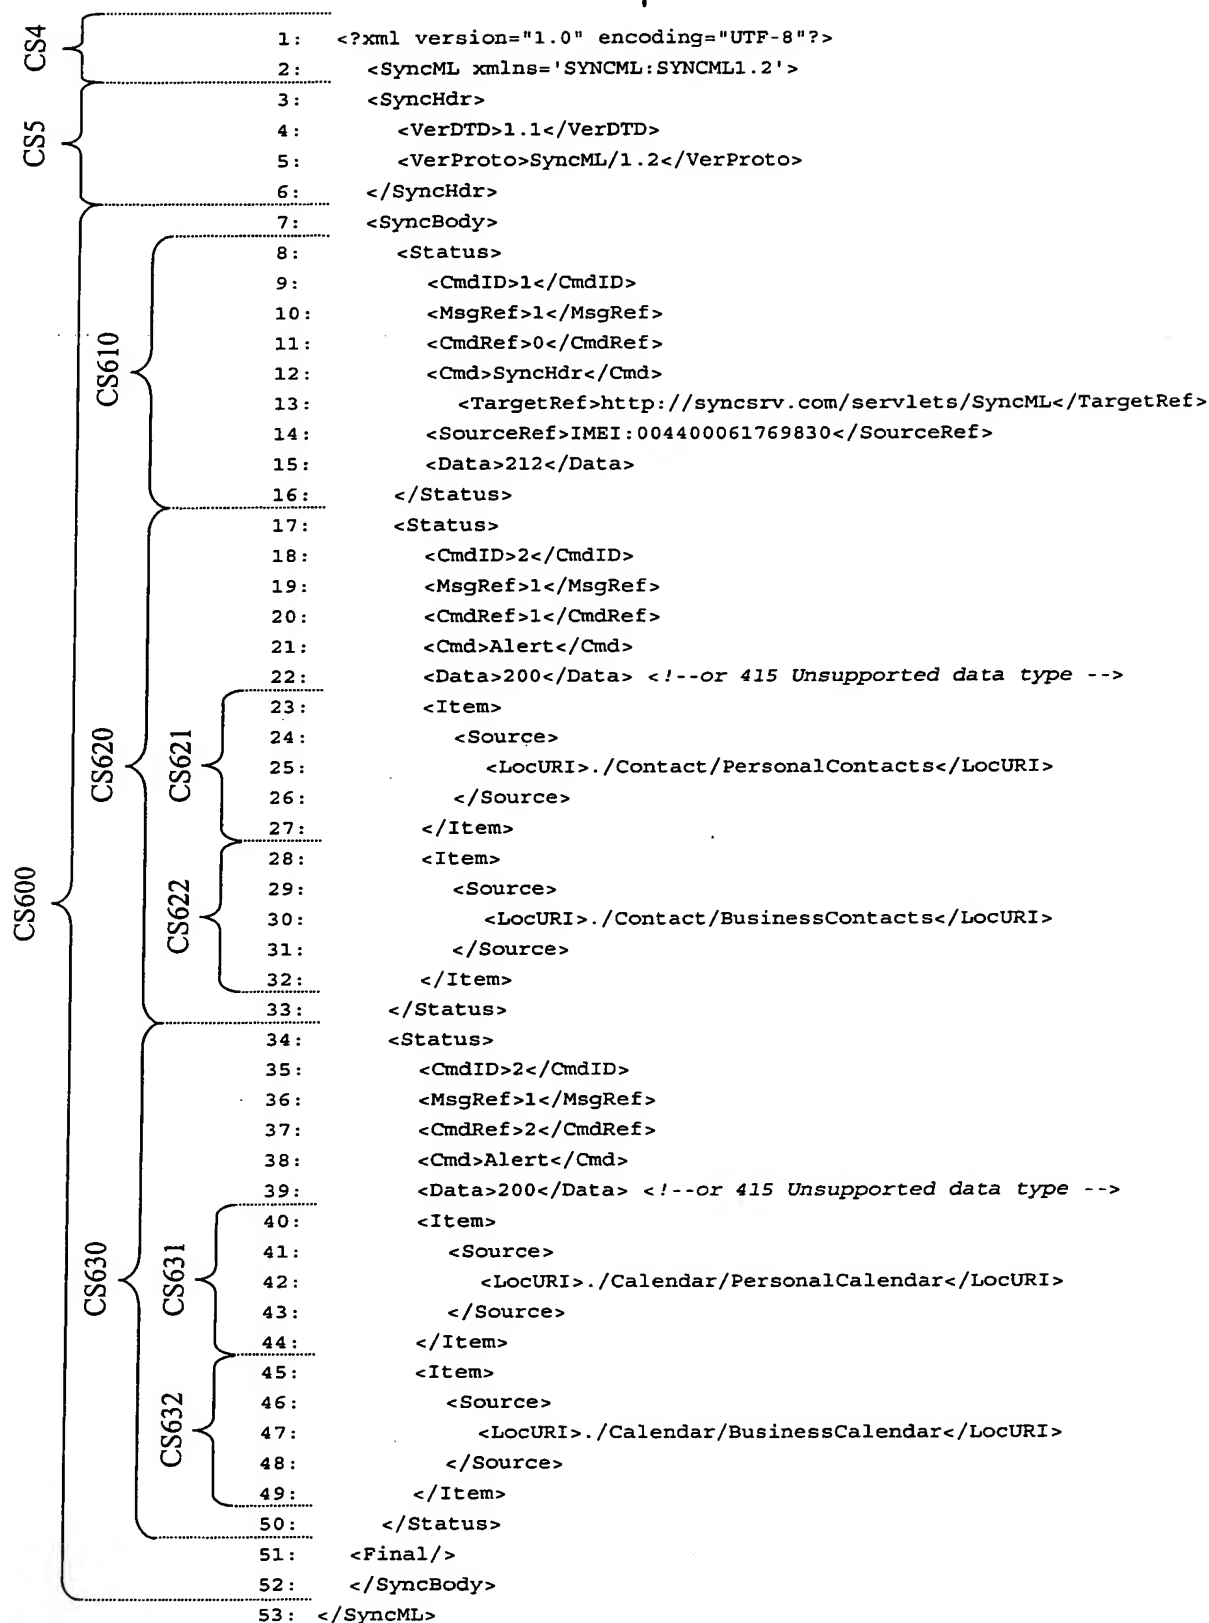 CS4
CS5
CS600
CS610
CS620
CS621
CS622
CS630
CS631
CS632
1: <?xml version="1.0" encoding="UTF-8"?>
2: <SyncML xmlns='SYNCML:SYNCML1.2'>
3: <SyncHdr>
4: <VerDTD>1.1</VerDTD>
5: <VerProto>SyncML/1.2</VerProto>
6: </SyncHdr>
7: <SyncBody>
8: <Status>
9: <CmdID>1</CmdID>
10: <MsgRef>1</MsgRef>
11: <CmdRef>0</CmdRef>
12: <Cmd>SyncHdr</Cmd>
13: <TargetRef>http://syncsrv.com/servlets/SyncML</TargetRef>
14: <SourceRef>IMEI:004400061769830</SourceRef>
15: <Data>212</Data>
16: </Status>
17: <Status>
18: <CmdID>2</CmdID>
19: <MsgRef>1</MsgRef>
20: <CmdRef>1</CmdRef>
21: <Cmd>Alert</Cmd>
22: <Data>200</Data> <!--or 415 Unsupported data type -->
23: <Item>
24: <Source>
25: <LocURI>./Contact/PersonalContacts</LocURI>
26: </Source>
27: </Item>
28: <Item>
29: <Source>
30: <LocURI>./Contact/BusinessContacts</LocURI>
31: </Source>
32: </Item>
33: </Status>
34: <Status>
35: <CmdID>2</CmdID>
36: <MsgRef>1</MsgRef>
37: <CmdRef>2</CmdRef>
38: <Cmd>Alert</Cmd>
39: <Data>200</Data> <!--or 415 Unsupported data type -->
40: <Item>
41: <Source>
42: <LocURI>./Calendar/PersonalCalendar</LocURI>
43: </Source>
44: </Item>
45: <Item>
46: <Source>
47: <LocURI>./Calendar/BusinessCalendar</LocURI>
48: </Source>
49: </Item>
50: </Status>
51: <Final/>
52: </SyncBody>
53: </SyncML>